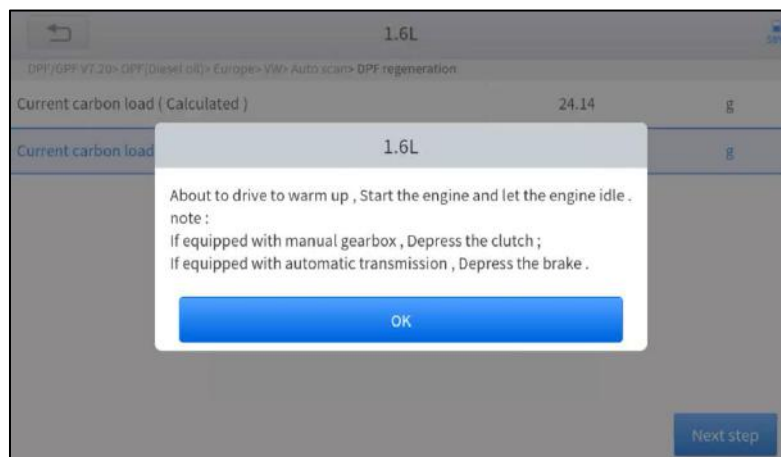 1.6L
DPF/GPF V7.20> DPF(Diesel oil)> Europe> VW> Auto scan> DPF regeneration
Current carbon load ( Calculated ) 24.14 g
Current carbon load g
1.6L
About to drive to warm up , Start the engine and let the engine idle .
note :
If equipped with manual gearbox , Depress the clutch ;
If equipped with automatic transmission , Depress the brake .
OK
Next step